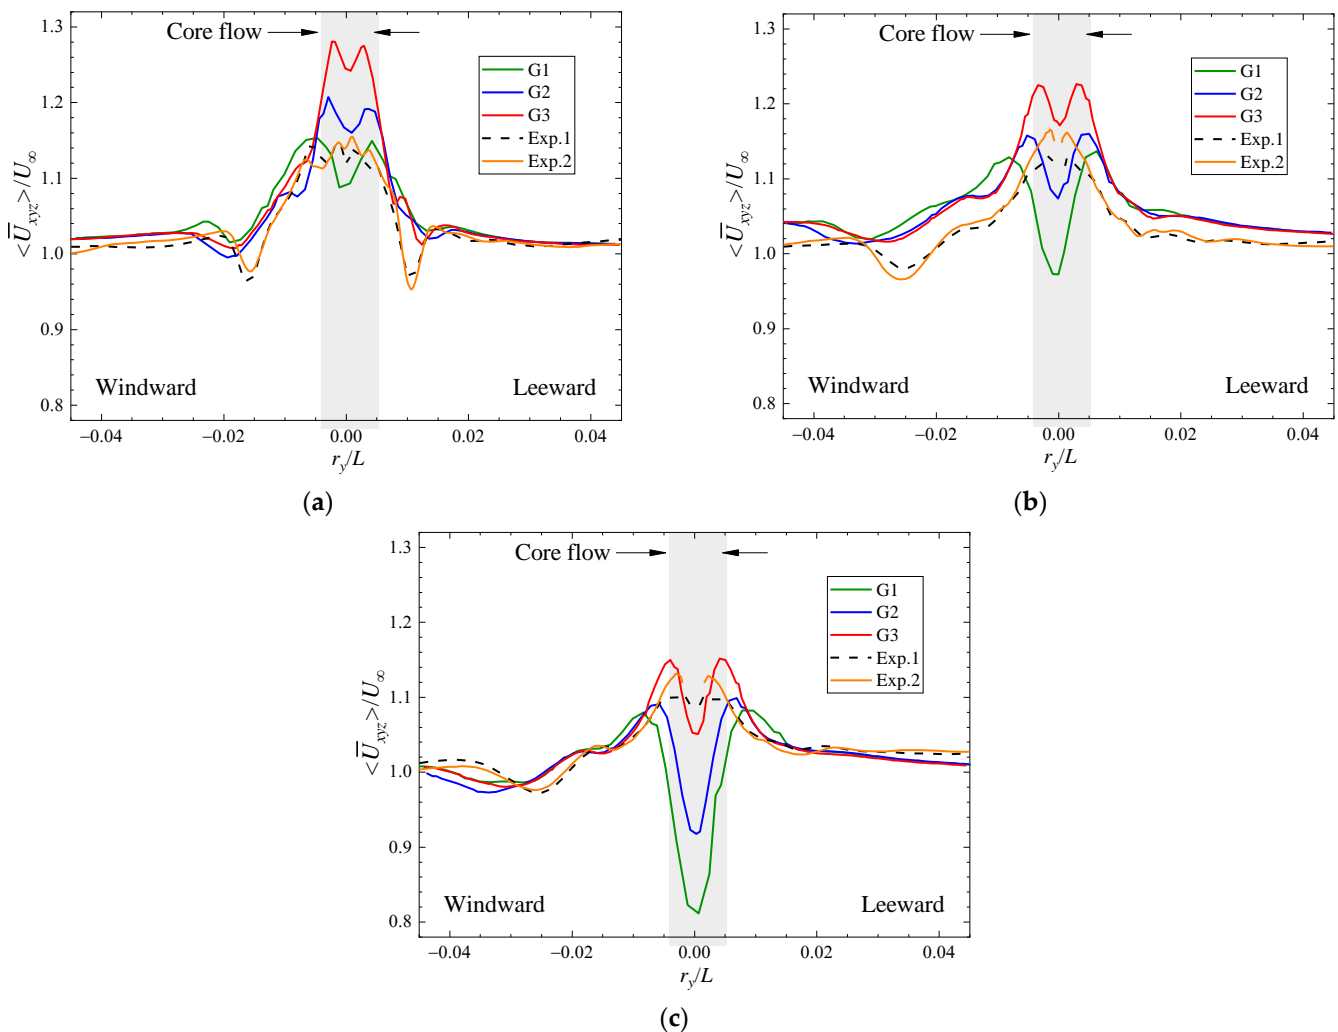 Core flow
1.3
1.2
1.1
1.0
0.9
0.8
<U̅xyz>/U∞
G1
G2
G3
Exp.1
Exp.2
Windward
Leeward
−0.04
−0.02
0.00
0.02
0.04
ry/L
(a)
Core flow
1.3
1.2
1.1
1.0
0.9
0.8
<U̅xyz>/U∞
G1
G2
G3
Exp.1
Exp.2
Windward
Leeward
−0.04
−0.02
0.00
0.02
0.04
ry/L
(b)
Core flow
1.3
1.2
1.1
1.0
0.9
0.8
<U̅xyz>/U∞
G1
G2
G3
Exp.1
Exp.2
Windward
Leeward
−0.04
−0.02
0.00
0.02
0.04
ry/L
(c)